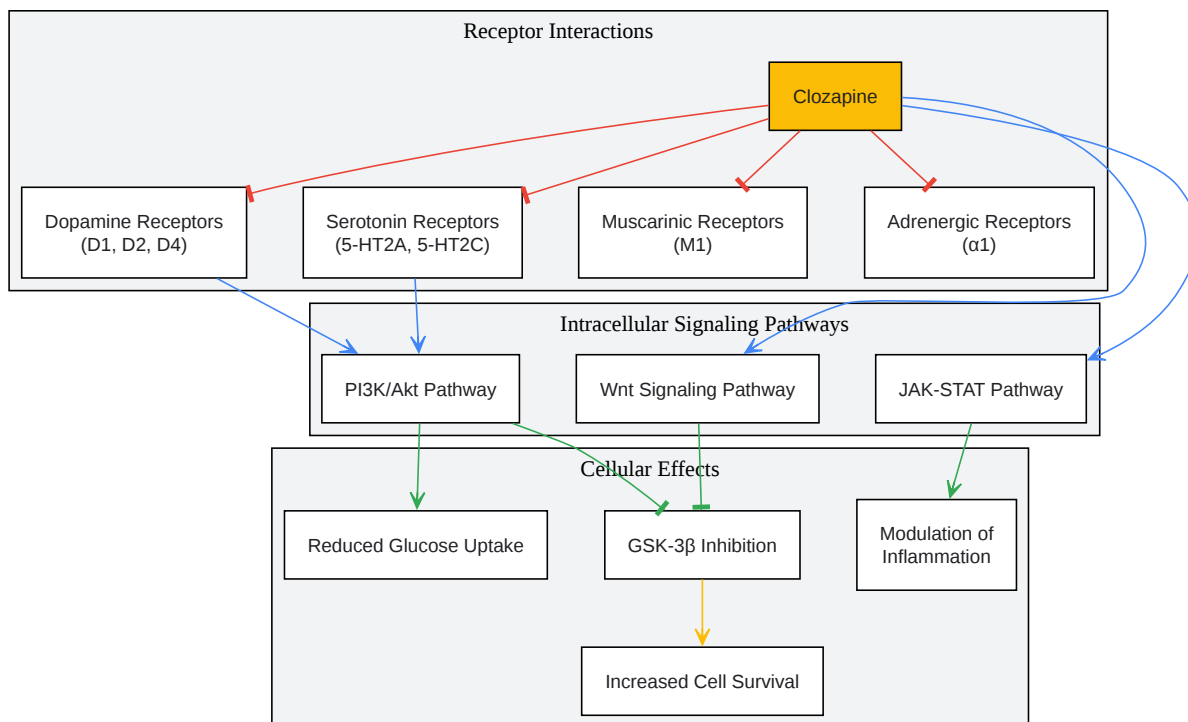 Receptor Interactions
Clozapine
Dopamine Receptors
(D1, D2, D4)
Serotonin Receptors
(5-HT2A, 5-HT2C)
Muscarinic Receptors
(M1)
Adrenergic Receptors
(α1)
Intracellular Signaling Pathways
PI3K/Akt Pathway
Wnt Signaling Pathway
JAK-STAT Pathway
Cellular Effects
Reduced Glucose Uptake
GSK-3β Inhibition
Modulation of
Inflammation
Increased Cell Survival